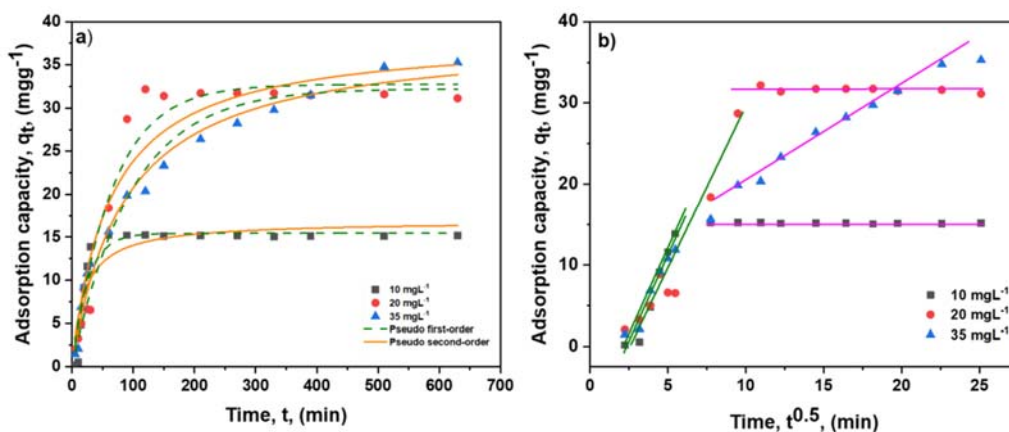 a)
Adsorption capacity, qt, (mgg-1)
40
35
30
25
20
15
10
5
0
10 mgL-1
20 mgL-1
35 mgL-1
Pseudo first-order
Pseudo second-order
0 100 200 300 400 500 600 700
Time, t, (min)
b)
Adsorption capacity, qt, (mgg-1)
40
30
20
10
0
10 mgL-1
20 mgL-1
35 mgL-1
0 5 10 15 20 25
Time, t0.5, (min)